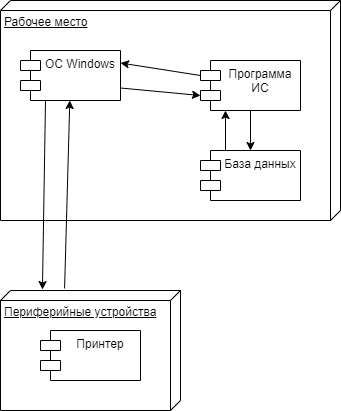 Рабочее место
ОС Windows
Программа
ИС
База данных
Периферийные устройства
Принтер